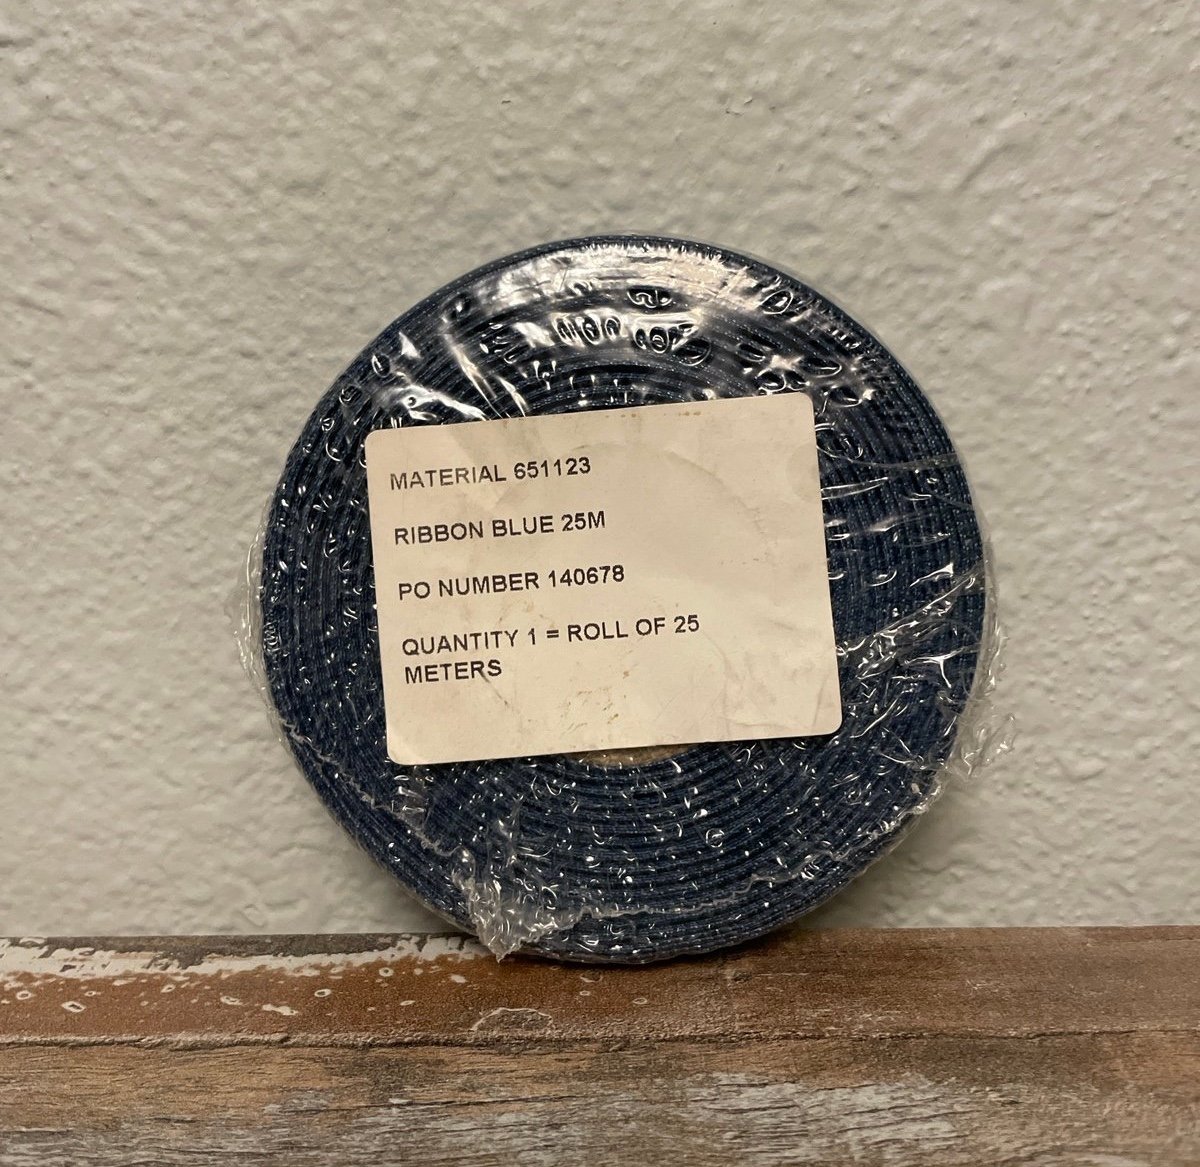 MATERIAL 651123
RIBBON BLUE 25M
PO NUMBER 140678
QUANTITY 1 = ROLL OF 25
METERS